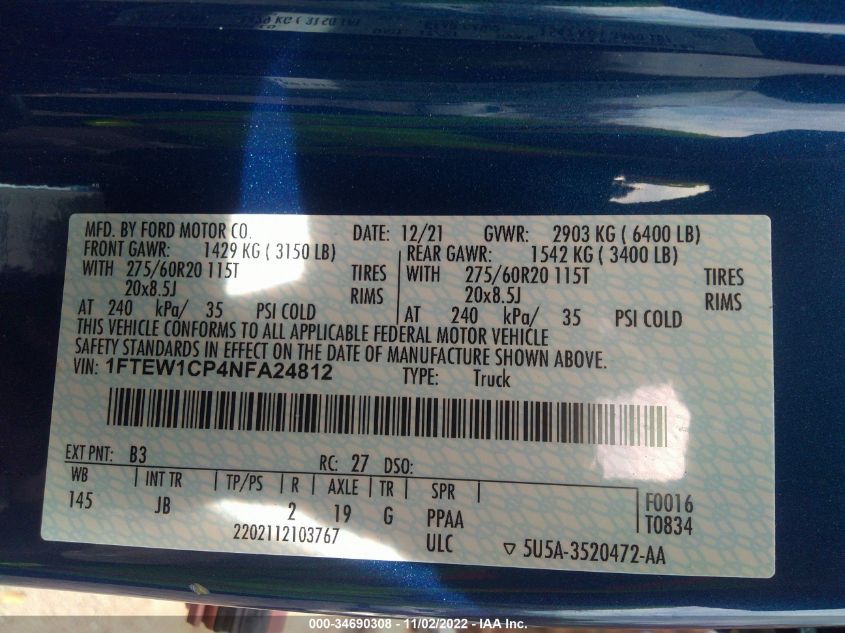 MFD. BY FORD MOTOR CO. DATE: 12/21 GVWR: 2903 KG ( 6400 LB)
FRONT GAWR: 1429 KG ( 3150 LB) REAR GAWR: 1542 KG ( 3400 LB)
WITH 275/60R20 115T TIRES WITH 275/60R20 115T TIRES
20x8.5J RIMS 20x8.5J RIMS
AT 240 kPa/ 35 PSI COLD AT 240 kPa/ 35 PSI COLD
THIS VEHICLE CONFORMS TO ALL APPLICABLE FEDERAL MOTOR VEHICLE
SAFETY STANDARDS IN EFFECT ON THE DATE OF MANUFACTURE SHOWN ABOVE.
VIN: 1FTEW1CP4NFA24812 TYPE: Truck
EXT PNT: B3 RC: 27 DSO:
WB INT TR TP/PS R AXLE TR SPR F0016
145 JB 2 19 G PPAA T0834
2202112103767 ULC 5U5A-3520472-AA
000-34690308 - 11/02/2022 - IAA Inc.